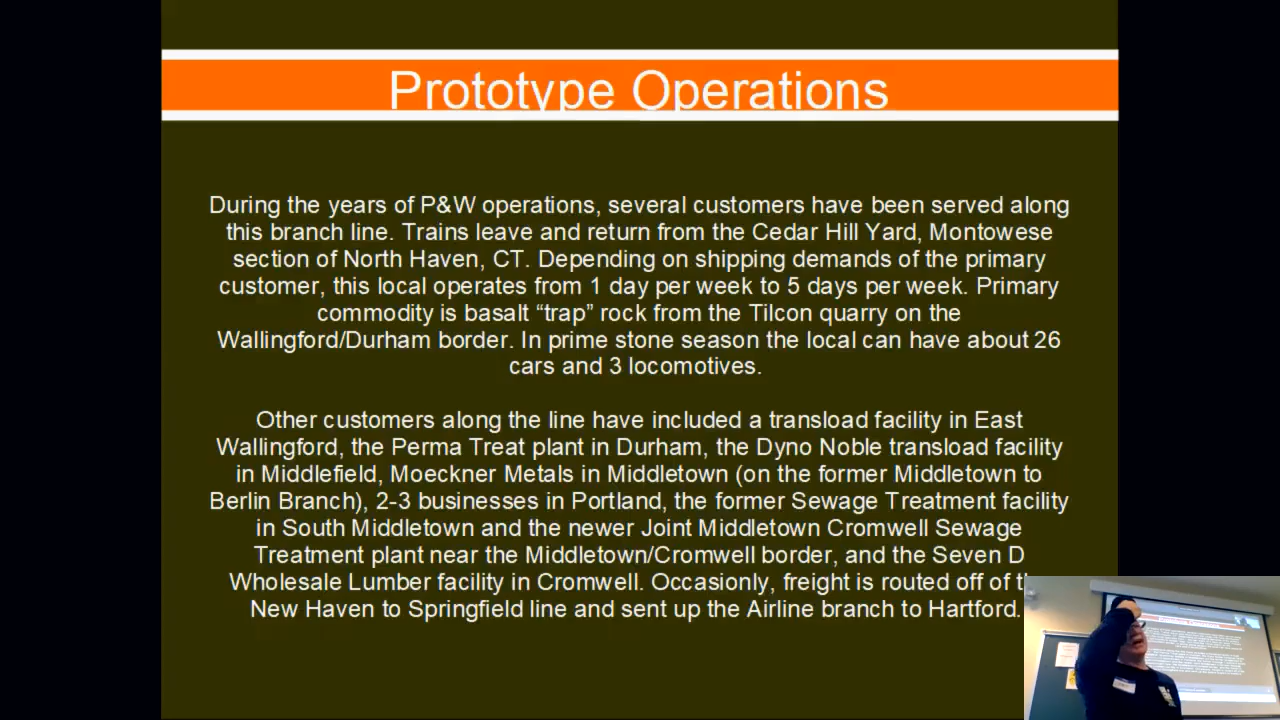 Prototype Operations
During the years of P&W operations, several customers have been served along
this branch line. Trains leave and return from the Cedar Hill Yard, Montowese
section of North Haven, CT. Depending on shipping demands of the primary
customer, this local operates from 1 day per week to 5 days per week. Primary
commodity is basalt “trap” rock from the Tilcon quarry on the
Wallingford/Durham border. In prime stone season the local can have about 26
cars and 3 locomotives.
Other customers along the line have included a transload facility in East
Wallingford, the Perma Treat plant in Durham, the Dyno Noble transload facility
in Middlefield, Moeckner Metals in Middletown (on the former Middletown to
Berlin Branch), 2-3 businesses in Portland, the former Sewage Treatment facility
in South Middletown and the newer Joint Middletown Cromwell Sewage
Treatment plant near the Middletown/Cromwell border, and the Seven D
Wholesale Lumber facility in Cromwell. Occasionly, freight is routed off of
New Haven to Springfield line and sent up the Airline branch to Hartford.